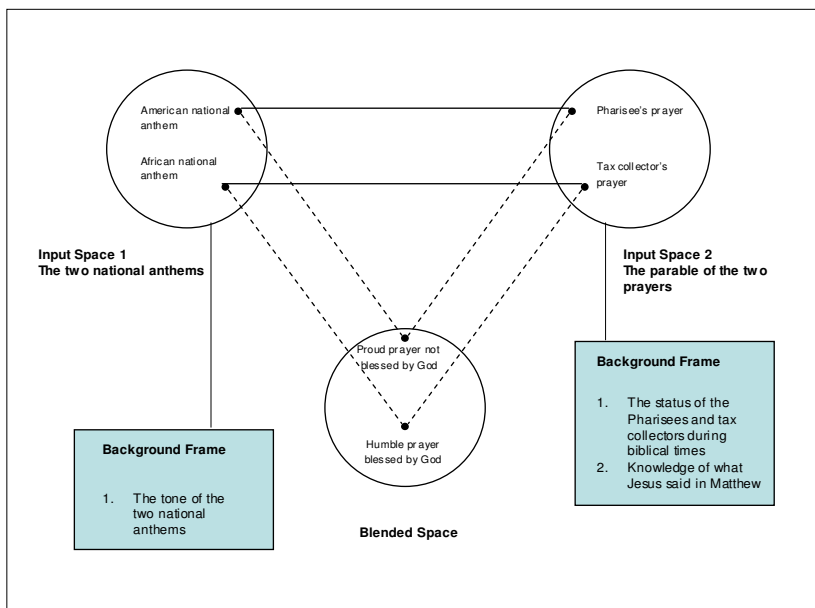 American national
anthem
African national
anthem
Pharisee's prayer
Tax collector's
prayer
Input Space 1
The two national anthems
Input Space 2
The parable of the two
prayers
Proud prayer not
blessed by God
Humble prayer
blessed by God
Blended Space
Background Frame
1. The tone of the
two national
anthems
Background Frame
1. The status of the
Pharisees and tax
collectors during
biblical times
2. Knowledge of what
Jesus said in Matthew